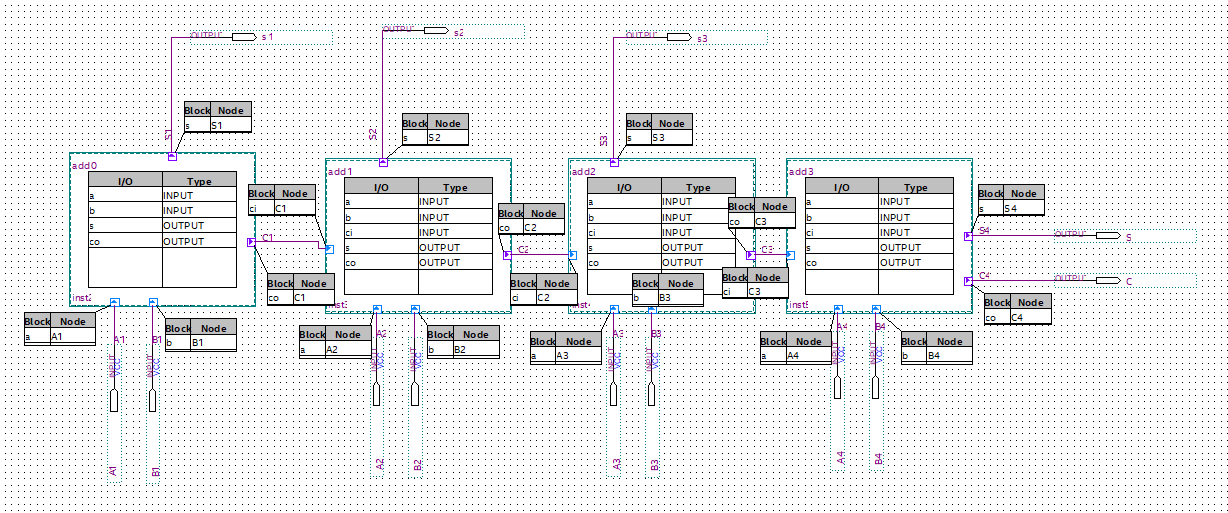 OUTPUT s1
OUTPUT s2
OUTPUT s3
Block Node
s S1
S1
Block Node
s S2
S2
Block Node
s S3
S3
add0
I/O Type
a INPUT
b INPUT
s OUTPUT
co OUTPUT
inst2
Block Node
ci C1
C1
Block Node
co C1
add1
I/O Type
a INPUT
b INPUT
ci INPUT
s OUTPUT
co OUTPUT
Block Node
co C2
C2
Block Node
ci C2
add2
I/O Type
a INPUT
b INPUT
ci INPUT
s OUTPUT
co OUTPUT
Block Node
co C3
C3
Block Node
ci C3
add3
I/O Type
a INPUT
b INPUT
ci INPUT
s OUTPUT
co OUTPUT
Block Node
s S4
S4 OUTPUT S
C4 OUTPUT C
Block Node
co C4
Block Node
a A1
A1
B1
Block Node
b B1
Block Node
a A2
A2
Block Node
b B2
Block Node
a A3
A3
Block Node
b B3
B3
Block Node
a A4
A4
B4
Block Node
b B4
INPUT
VCC
INPUT
VCC
INPUT
VCC
INPUT
VCC
INPUT
VCC
INPUT
VCC
INPUT
VCC
INPUT
VCC
A1
B1
A2
B2
A3
B3
A4
B4